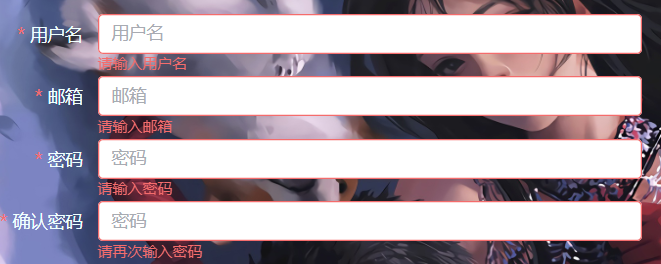 * 用户名 用户名
请输入用户名
* 邮箱 邮箱
请输入邮箱
* 密码 密码
请输入密码
* 确认密码 密码
请再次输入密码